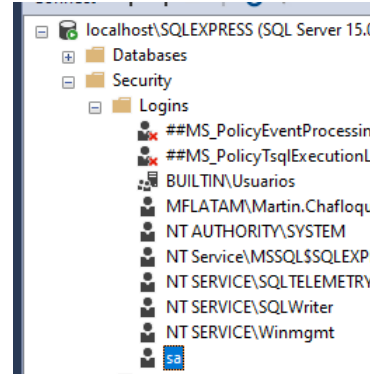 localhost\SQLEXPRESS (SQL Server 15.0
Databases
Security
Logins
##MS_PolicyEventProcessin
##MS_PolicyTsqlExecutionL
BUILTIN\Usuarios
MFLATAM\Martin.Chafloqu
NT AUTHORITY\SYSTEM
NT Service\MSSQL$SQLEXP
NT SERVICE\SQLTELEMETRY
NT SERVICE\SQLWriter
NT SERVICE\Winmgmt
sa